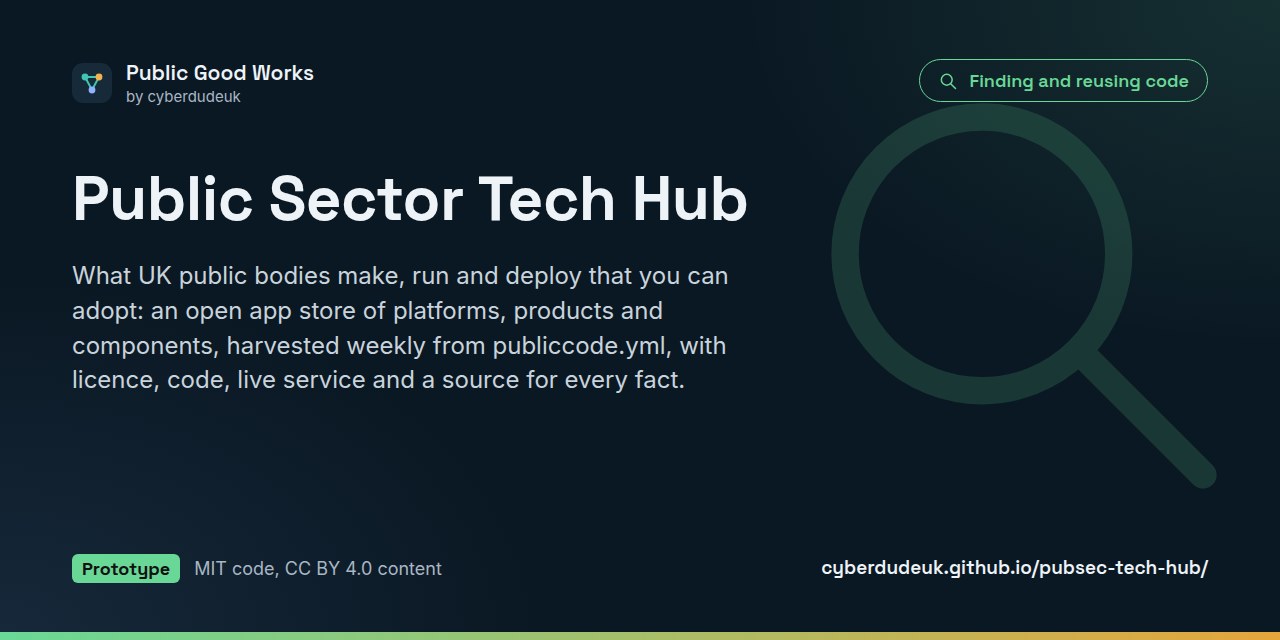 Public Good Works
by cyberdudeuk
Finding and reusing code
Public Sector Tech Hub
What UK public bodies make, run and deploy that you can
adopt: an open app store of platforms, products and
components, harvested weekly from publiccode.yml, with
licence, code, live service and a source for every fact.
Prototype
MIT code, CC BY 4.0 content
cyberdudeuk.github.io/pubsec-tech-hub/